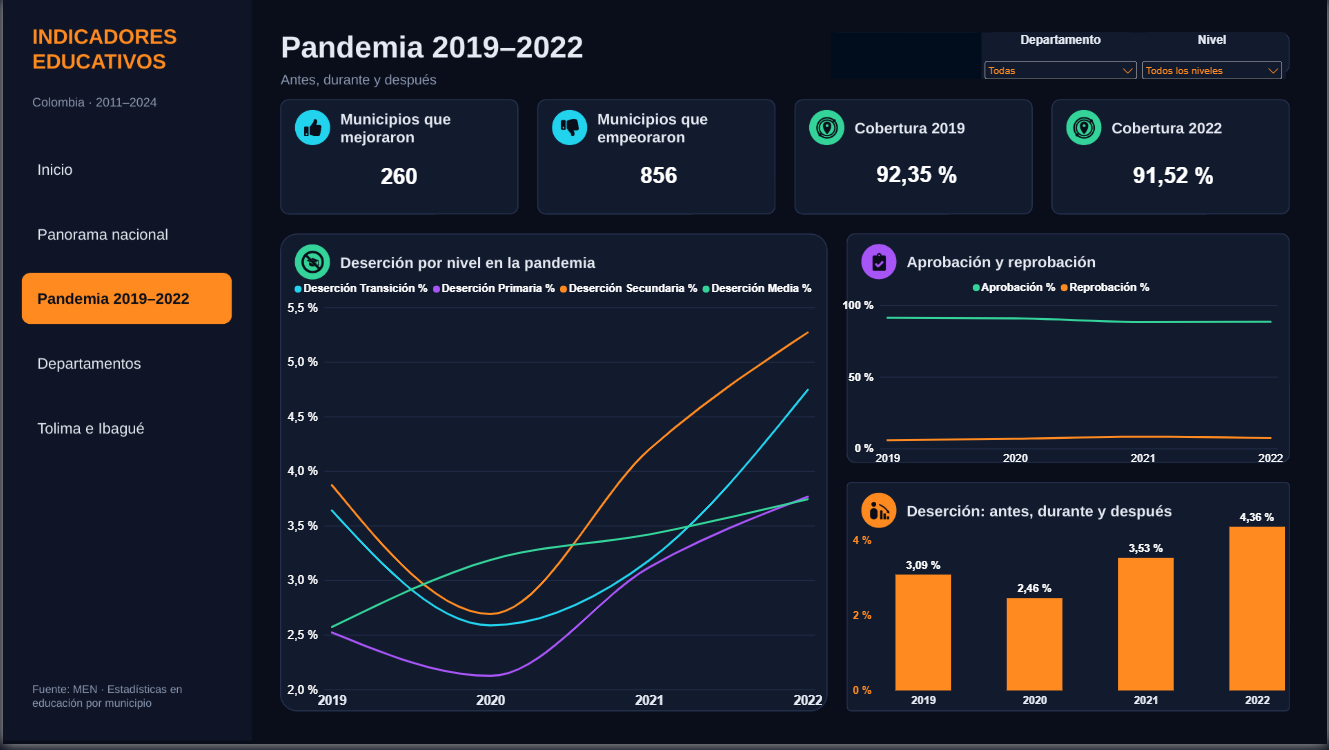 INDICADORES
EDUCATIVOS
Colombia · 2011–2024
Inicio
Panorama nacional
Pandemia 2019–2022
Departamentos
Tolima e Ibagué
Fuente: MEN · Estadísticas en
educación por municipio
Pandemia 2019–2022
Antes, durante y después
Departamento
Todas
Nivel
Todos los niveles
Municipios que
mejoraron
260
Municipios que
empeoraron
856
Cobertura 2019
92,35 %
Cobertura 2022
91,52 %
Deserción por nivel en la pandemia
Deserción Transición % Deserción Primaria % Deserción Secundaria % Deserción Media %
5,5 %
5,0 %
4,5 %
4,0 %
3,5 %
3,0 %
2,5 %
2,0 %
2019 2020 2021 2022
Aprobación y reprobación
Aprobación % Reprobación %
100 %
50 %
0 %
2019 2020 2021 2022
Deserción: antes, durante y después
4 %
2 %
0 %
3,09 % 2,46 % 3,53 % 4,36 %
2019 2020 2021 2022